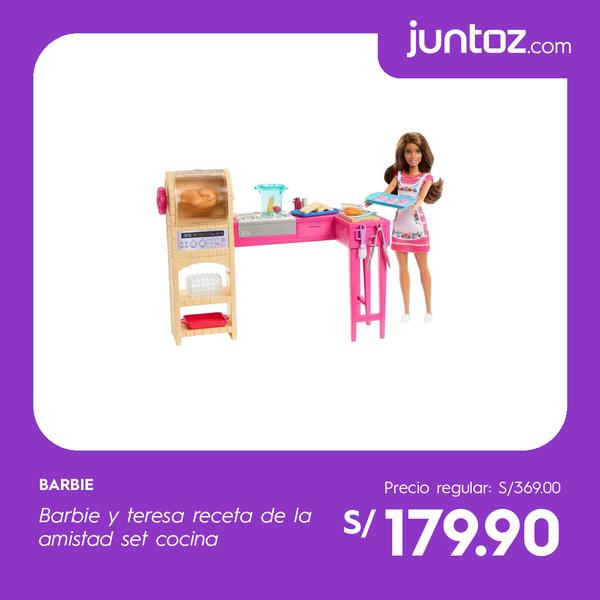 juntoz.com
BARBIE
Barbie y teresa receta de la
amistad set cocina
Precio regular: S/369.00
S/179.90